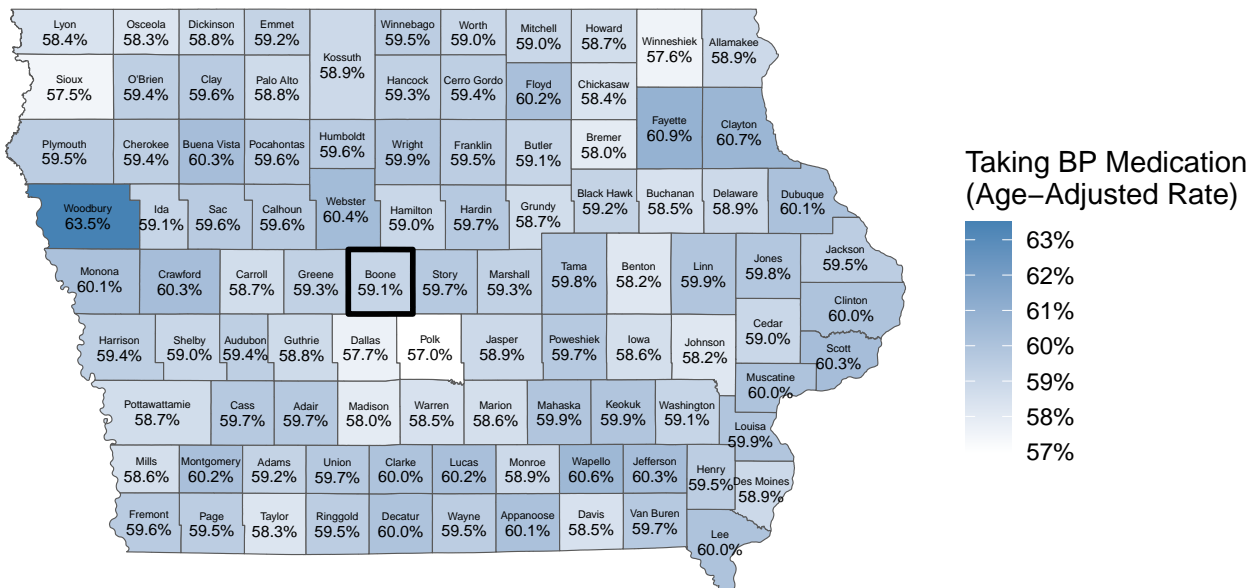 Lyon
58.4%
Osceola
58.3%
Dickinson
58.8%
Emmet
59.2%
Kossuth
58.9%
Winnebago
59.5%
Worth
59.0%
Mitchell
59.0%
Howard
58.7%
Winneshiek
57.6%
Allamakee
58.9%
Sioux
57.5%
O'Brien
59.4%
Clay
59.6%
Palo Alto
58.8%
Hancock
59.3%
Cerro Gordo
59.4%
Floyd
60.2%
Chickasaw
58.4%
Fayette
60.9%
Clayton
60.7%
Plymouth
59.5%
Cherokee
59.4%
Buena Vista
60.3%
Pocahontas
59.6%
Humboldt
59.6%
Wright
59.9%
Franklin
59.5%
Butler
59.1%
Bremer
58.0%
Woodbury
63.5%
Ida
59.1%
Sac
59.6%
Calhoun
59.6%
Webster
60.4%
Hamilton
59.0%
Hardin
59.7%
Grundy
58.7%
Black Hawk
59.2%
Buchanan
58.5%
Delaware
58.9%
Dubuque
60.1%
Monona
60.1%
Crawford
60.3%
Carroll
58.7%
Greene
59.3%
Boone
59.1%
Story
59.7%
Marshall
59.3%
Tama
59.8%
Benton
58.2%
Linn
59.9%
Jones
59.8%
Jackson
59.5%
Clinton
60.0%
Harrison
59.4%
Shelby
59.0%
Audubon
59.4%
Guthrie
58.8%
Dallas
57.7%
Polk
57.0%
Jasper
58.9%
Poweshiek
59.7%
Iowa
58.6%
Johnson
58.2%
Cedar
59.0%
Scott
60.3%
Muscatine
60.0%
Pottawattamie
58.7%
Cass
59.7%
Adair
59.7%
Madison
58.0%
Warren
58.5%
Marion
58.6%
Mahaska
59.9%
Keokuk
59.9%
Washington
59.1%
Louisa
59.9%
Mills
58.6%
Montgomery
60.2%
Adams
59.2%
Union
59.7%
Clarke
60.0%
Lucas
60.2%
Monroe
58.9%
Wapello
60.6%
Jefferson
60.3%
Henry
59.5%
Des Moines
58.9%
Fremont
59.6%
Page
59.5%
Taylor
58.3%
Ringgold
59.5%
Decatur
60.0%
Wayne
59.5%
Appanoose
60.1%
Davis
58.5%
Van Buren
59.7%
Lee
60.0%
Taking BP Medication
(Age−Adjusted Rate)
63%
62%
61%
60%
59%
58%
57%